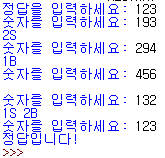 정답을 입력하세요: 123
숫자를 입력하세요: 193
2S
숫자를 입력하세요: 294
1B
숫자를 입력하세요: 456
숫자를 입력하세요: 132
1S 2B
숫자를 입력하세요: 123
정답입니다!
>>>